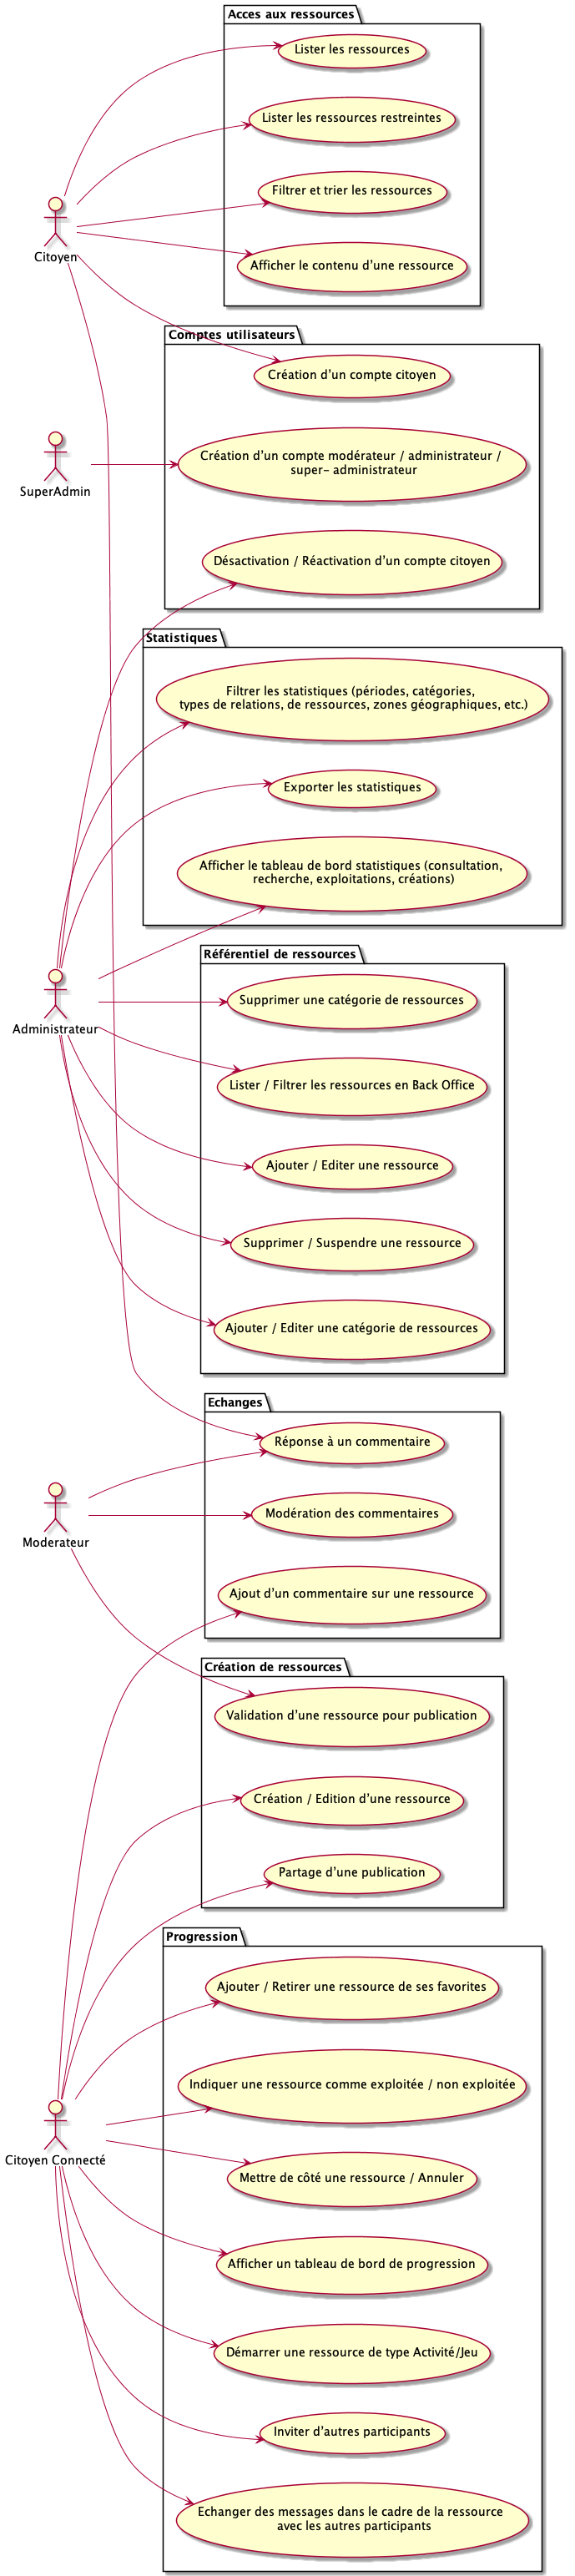 Acces aux ressources
Lister les ressources
Lister les ressources restreintes
Filtrer et trier les ressources
Citoyen
Afficher le contenu d'une ressource
Comptes utilisateurs
Création d'un compte citoyen
Création d'un compte modérateur / administrateur /
super- administrateur
SuperAdmin
Désactivation / Réactivation d'un compte citoyen
Statistiques
Filtrer les statistiques (périodes, catégories,
types de relations, de ressources, zones géographiques, etc.)
Exporter les statistiques
Afficher le tableau de bord statistiques (consultation,
recherche, exploitations, créations)
Référentiel de ressources
Supprimer une catégorie de ressources
Administrateur
Lister / Filtrer les ressources en Back Office
Ajouter / Editer une ressource
Supprimer / Suspendre une ressource
Ajouter / Editer une catégorie de ressources
Echanges
Réponse à un commentaire
Modération des commentaires
Moderateur
Ajout d'un commentaire sur une ressource
Création de ressources
Validation d'une ressource pour publication
Création / Edition d'une ressource
Partage d'une publication
Progression
Ajouter / Retirer une ressource de ses favorites
Indiquer une ressource comme exploitée / non exploitée
Citoyen Connecté
Mettre de côté une ressource / Annuler
Afficher un tableau de bord de progression
Démarrer une ressource de type Activité/Jeu
Inviter d'autres participants
Echanger des messages dans le cadre de la ressource
avec les autres participants